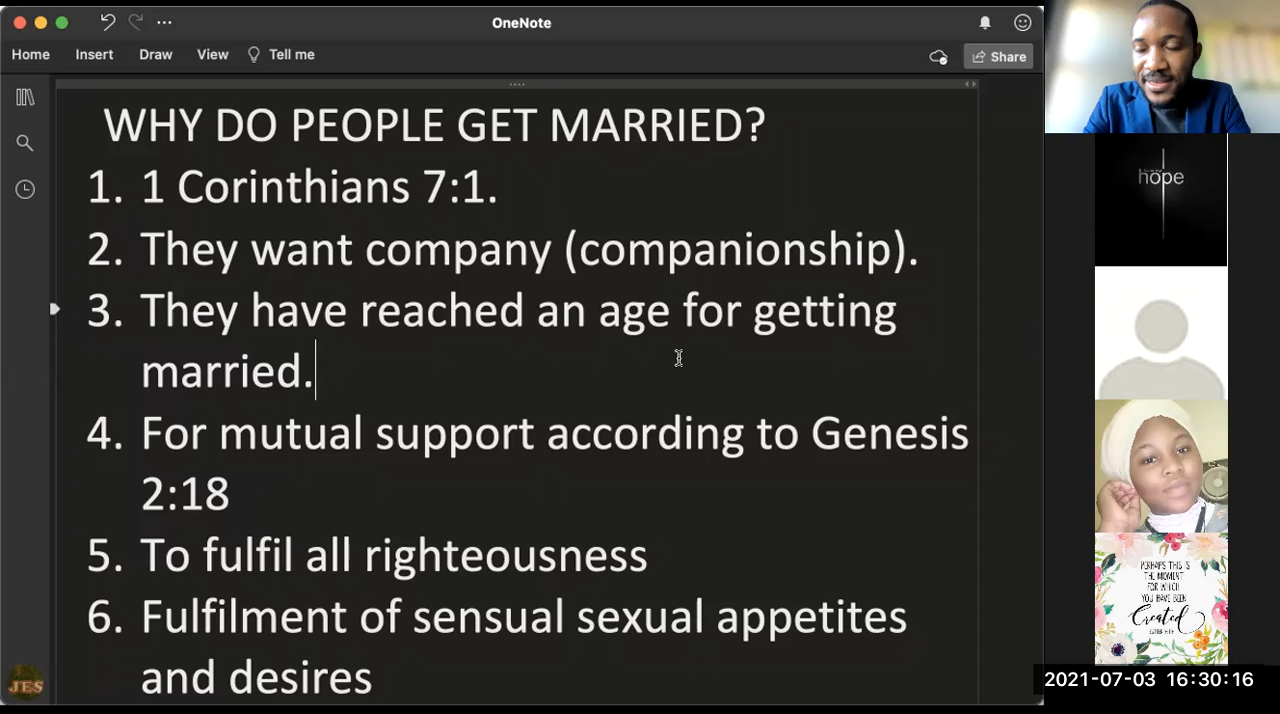 OneNote
Home Insert Draw View Tell me Share
WHY DO PEOPLE GET MARRIED?
1. 1 Corinthians 7:1.
2. They want company (companionship).
3. They have reached an age for getting
married.
4. For mutual support according to Genesis
2:18
5. To fulfil all righteousness
6. Fulfilment of sensual sexual appetites
and desires
JES
hope
PERHAPS THIS IS
THE MOMENT
FOR WHICH
YOU HAVE BEEN
Created
2021-07-03 16:30:16